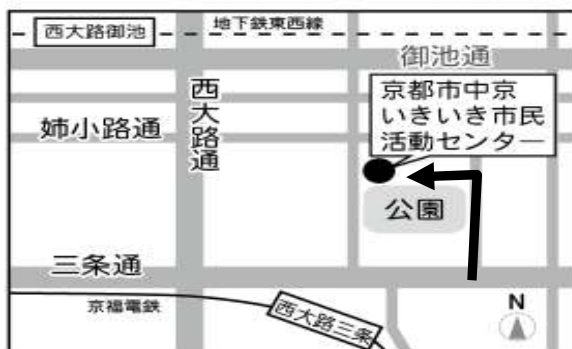 地下鉄東西線
西大路御池
御池通
西大路通
京都市中京
いきいき市民
活動センター
姉小路通
公園
三条通
京福電鉄
西大路三条
N